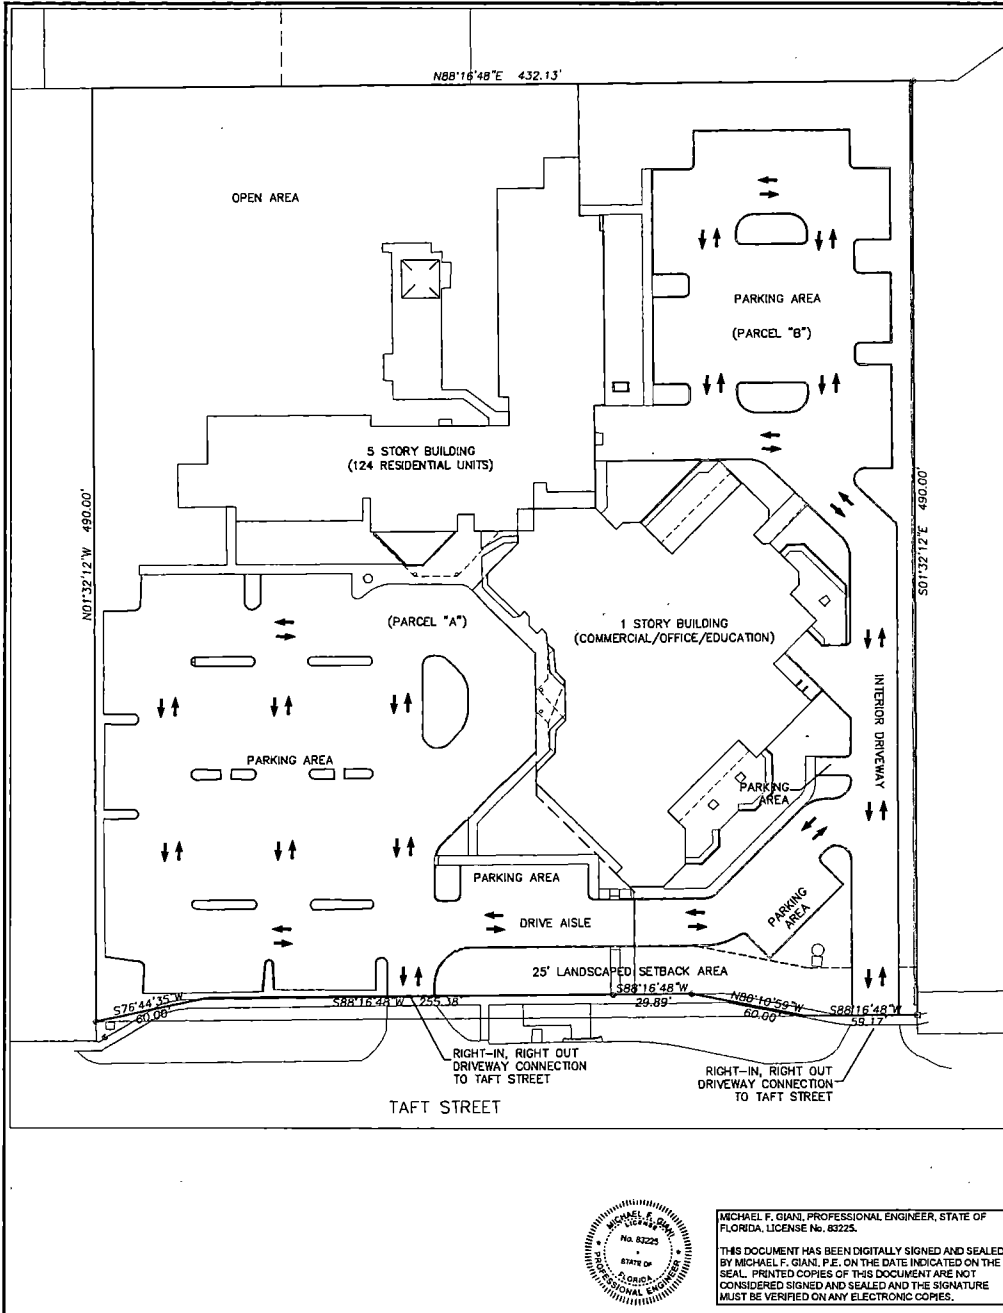 N88°16'48"E 432.13'
OPEN AREA
PARKING AREA
(PARCEL "B")
5 STORY BUILDING
(124 RESIDENTIAL UNITS)
N01°32'12"W 490.00'
S01°32'12"E 490.00'
(PARCEL "A")
1 STORY BUILDING
(COMMERCIAL/OFFICE/EDUCATION)
INTERIOR DRIVEWAY
PARKING AREA
PARKING
AREA
PARKING AREA
PARKING
AREA
DRIVE AISLE
25' LANDSCAPED SETBACK AREA
S76°44'35"W
60.00'
S88°16'48"W 255.38'
S88°16'48"W
29.89'
N80°10'59"W
60.00'
S88°16'48"W
59.17'
RIGHT-IN, RIGHT OUT
DRIVEWAY CONNECTION
TO TAFT STREET
RIGHT-IN, RIGHT OUT
DRIVEWAY CONNECTION
TO TAFT STREET
TAFT STREET
MICHAEL F. GIANI
LICENSE
No. 83225
STATE OF
FLORIDA
PROFESSIONAL ENGINEER
MICHAEL F. GIANI, PROFESSIONAL ENGINEER, STATE OF
FLORIDA, LICENSE No. 83225.
THIS DOCUMENT HAS BEEN DIGITALLY SIGNED AND SEALED
BY MICHAEL F. GIANI, P.E. ON THE DATE INDICATED ON THE
SEAL. PRINTED COPIES OF THIS DOCUMENT ARE NOT
CONSIDERED SIGNED AND SEALED AND THE SIGNATURE
MUST BE VERIFIED ON ANY ELECTRONIC COPIES.